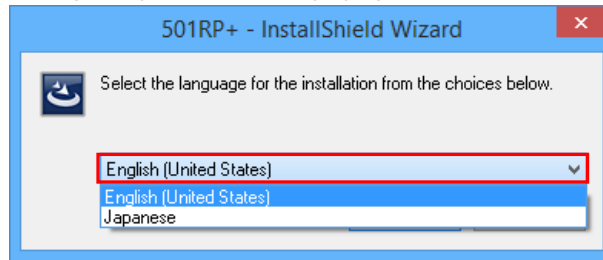 501RP+ - InstallShield Wizard
Select the language for the installation from the choices below.
English (United States)
English (United States)
Japanese